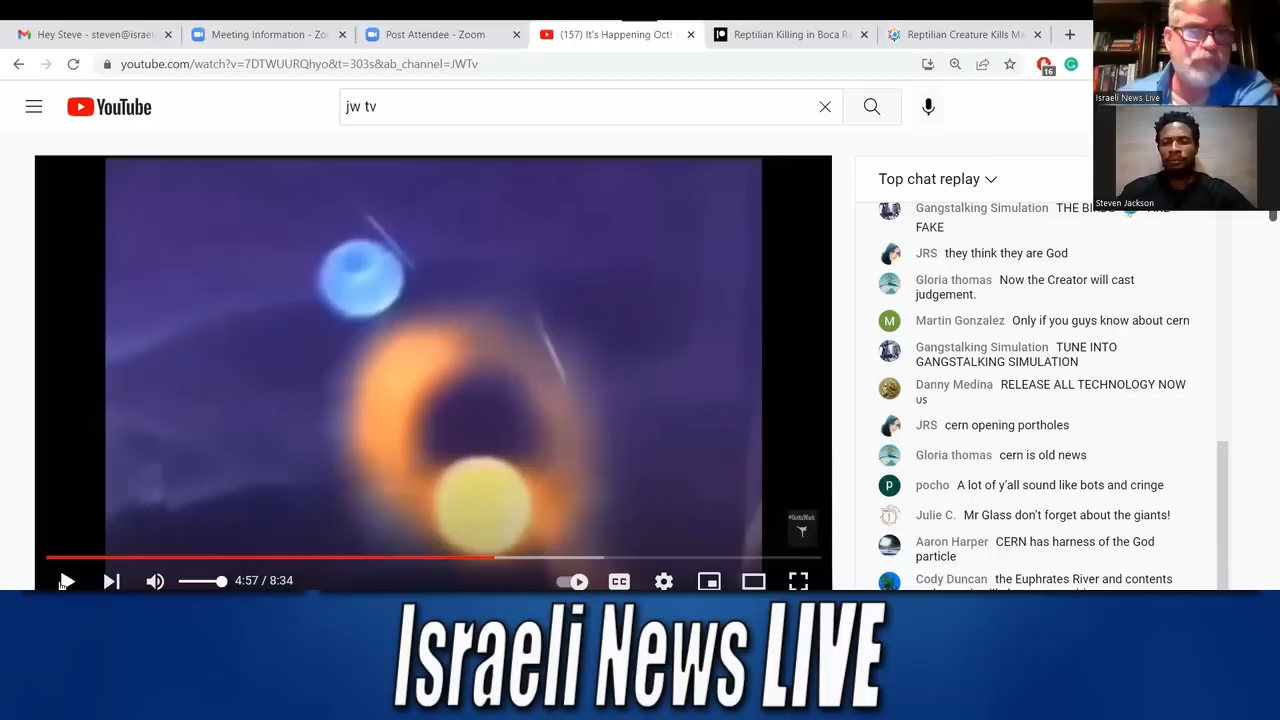 Hey Steve - steven@israel
Meeting Information - Zo
Post Attendee - Zoom
(157) It's Happening Oct!
Reptilian Killing in Boca Ra
Reptilian Creature Kills Ma
youtube.com/watch?v=7DTWUURQhyo&t=303s&ab_channel=JWTv
16
YouTube
jw tv
Israeli News Live
Steven Jackson
Top chat replay
Gangstalking Simulation THE
FAKE
JRS they think they are God
Gloria thomas Now the Creator will cast
judgement.
M
Martin Gonzalez Only if you guys know about cern
Gangstalking Simulation TUNE INTO
GANGSTALKING SIMULATION
Danny Medina RELEASE ALL TECHNOLOGY NOW
us
JRS cern opening portholes
Gloria thomas cern is old news
p
pocho A lot of y'all sound like bots and cringe
Julie C. Mr Glass don't forget about the giants!
Aaron Harper CERN has harness of the God
particle
Cody Duncan the Euphrates River and contents
4:57 / 8:34
CC
Israeli News LIVE